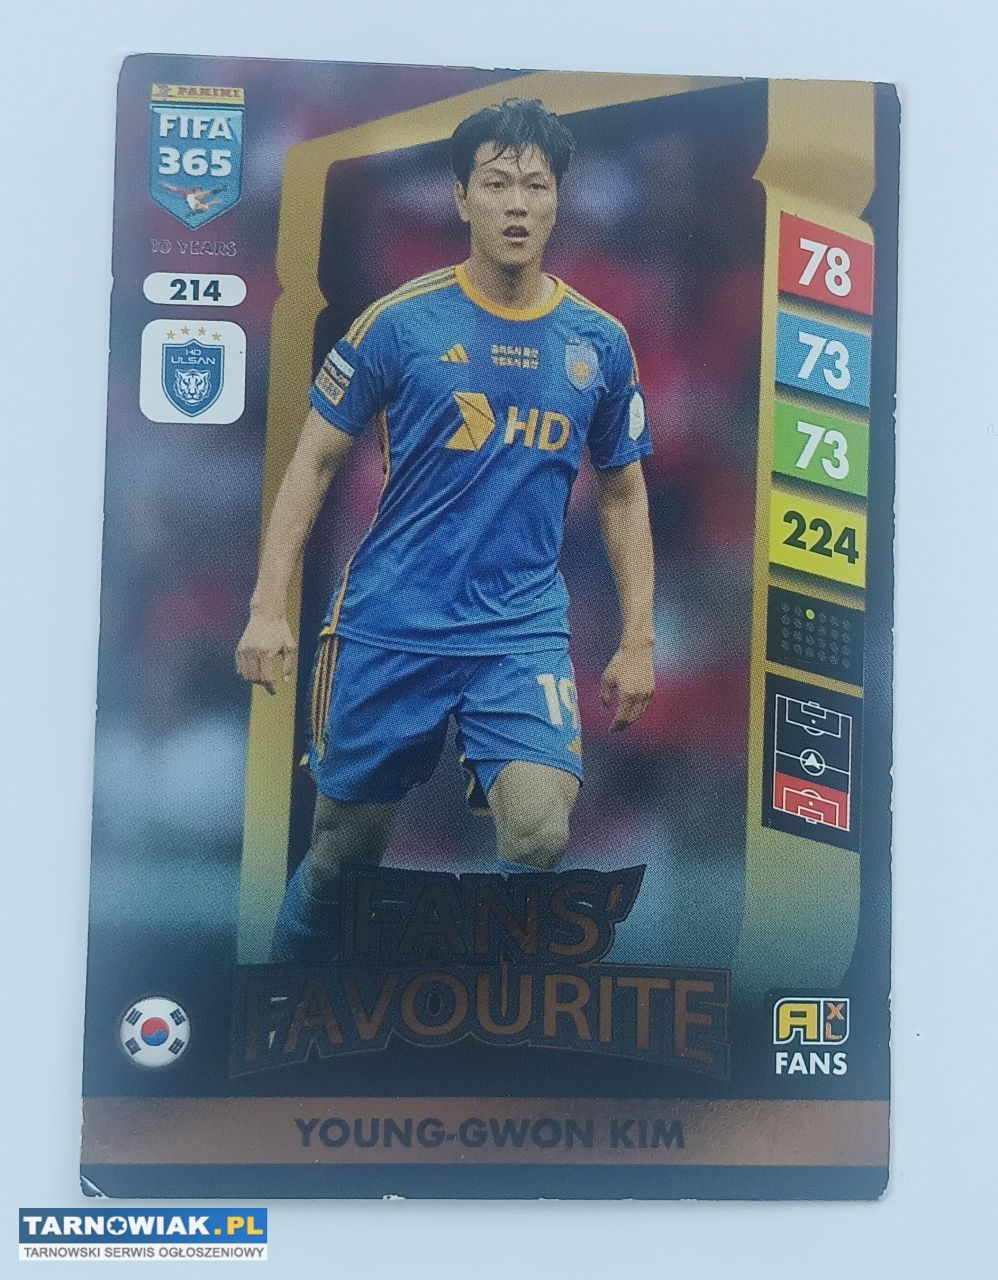 PANINI
FIFA
365
10 YEARS
214
HD
ULSAN
78
73
73
224
HD
19
FANS'
FAVOURITE
A XL
FANS
YOUNG-GWON KIM
TARNOWIAK.PL
TARNOWSKI SERWIS OGŁOSZENIOWY